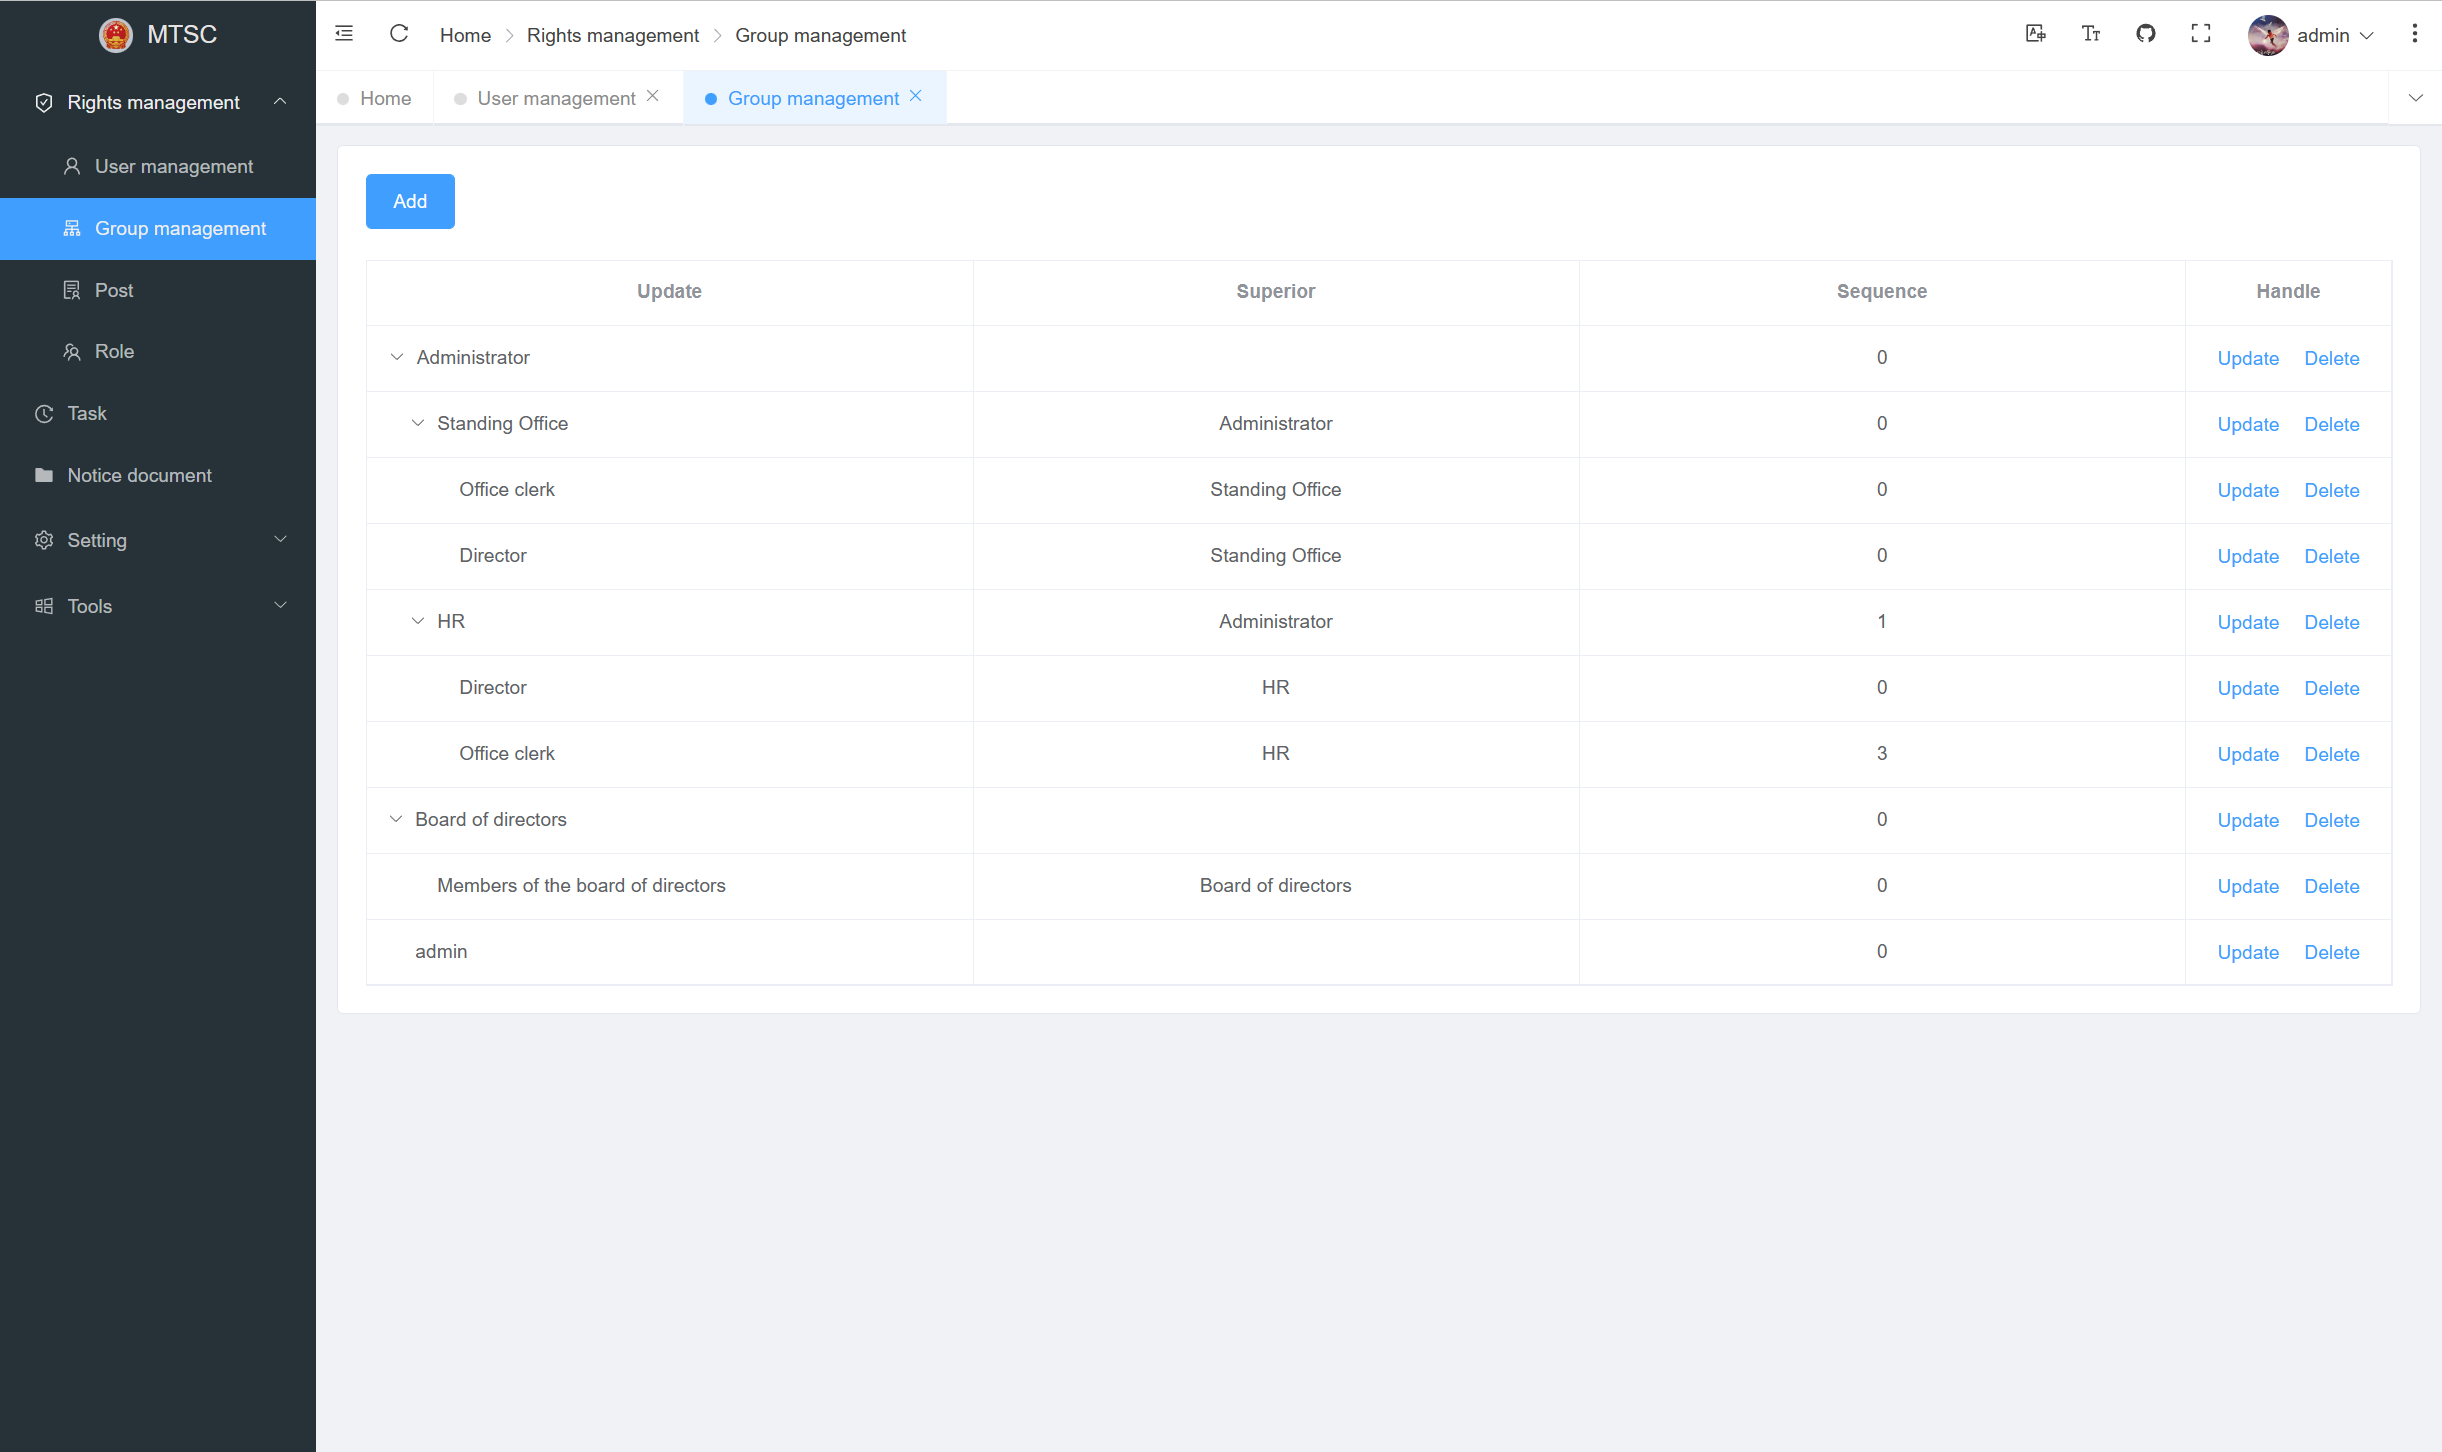 MTSC
Rights management
User management
Group management
Post
Role
Task
Notice document
Setting
Tools
Home > Rights management > Group management
admin
Home
User management
Group management
Add
Update Superior Sequence Handle
Administrator 0 Update Delete
Standing Office Administrator 0 Update Delete
Office clerk Standing Office 0 Update Delete
Director Standing Office 0 Update Delete
HR Administrator 1 Update Delete
Director HR 0 Update Delete
Office clerk HR 3 Update Delete
Board of directors 0 Update Delete
Members of the board of directors Board of directors 0 Update Delete
admin 0 Update Delete